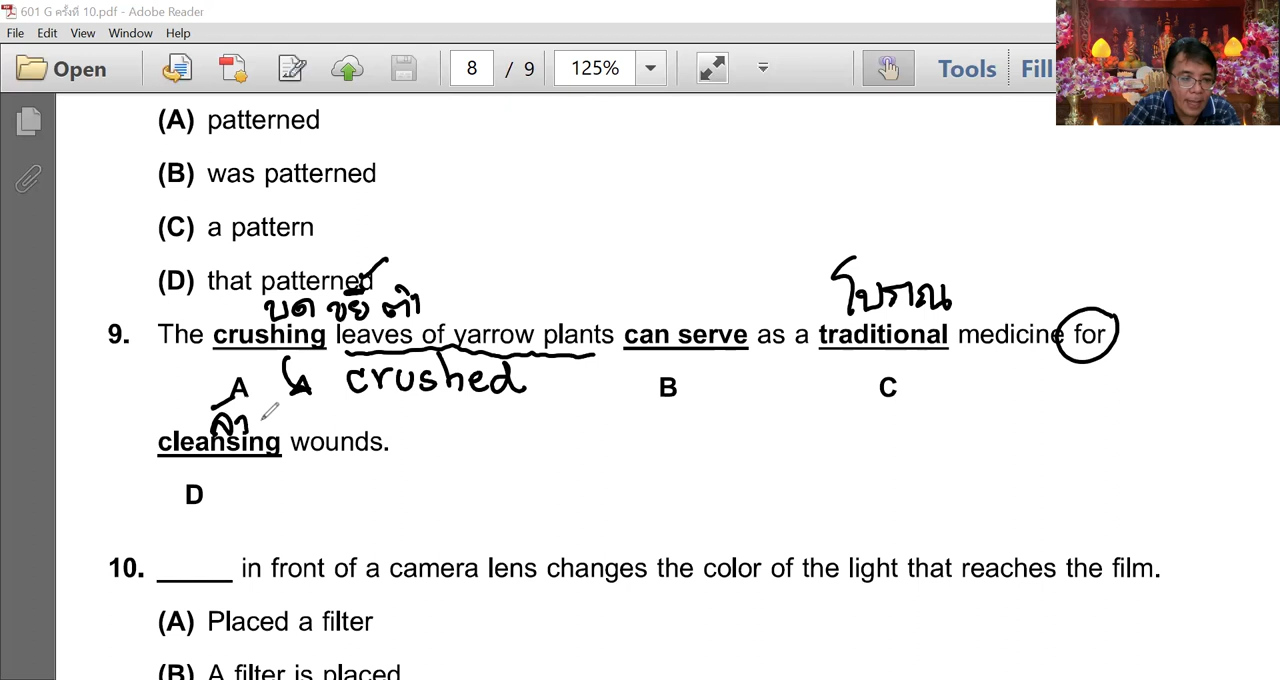 601 G ครั้งที่ 10.pdf - Adobe Reader
File Edit View Window Help
Open 8 / 9 125% Tools Fill
(A) patterned
(B) was patterned
(C) a pattern
(D) that patterned
บด ขยี้ ตำ โบราณ
9. The crushing leaves of yarrow plants can serve as a traditional medicine for
A crushed B C
ล้า
cleansing wounds.
D
10. _____ in front of a camera lens changes the color of the light that reaches the film.
(A) Placed a filter
(B) A filter is placed